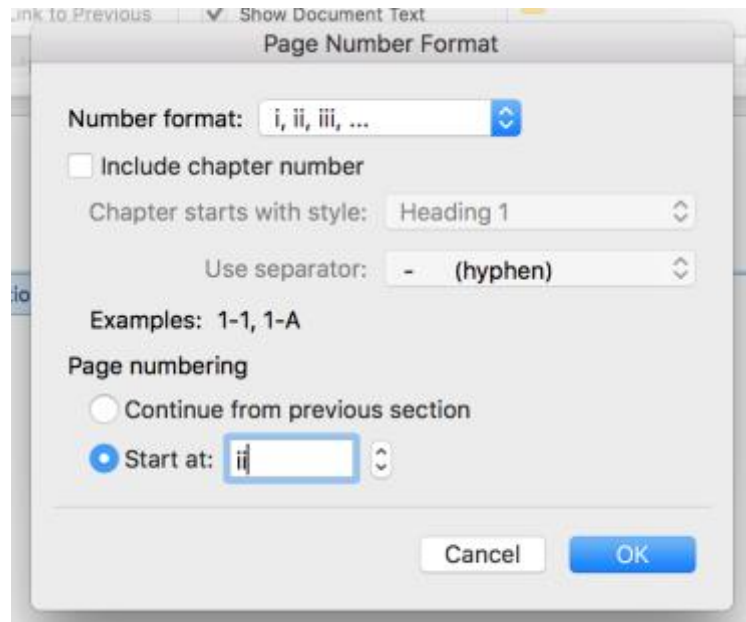 Link to Previous Show Document Text
Page Number Format
Number format: i, ii, iii, ...
Include chapter number
Chapter starts with style: Heading 1
Use separator: - (hyphen)
Examples: 1-1, 1-A
Page numbering
Continue from previous section
Start at: ii
Cancel OK